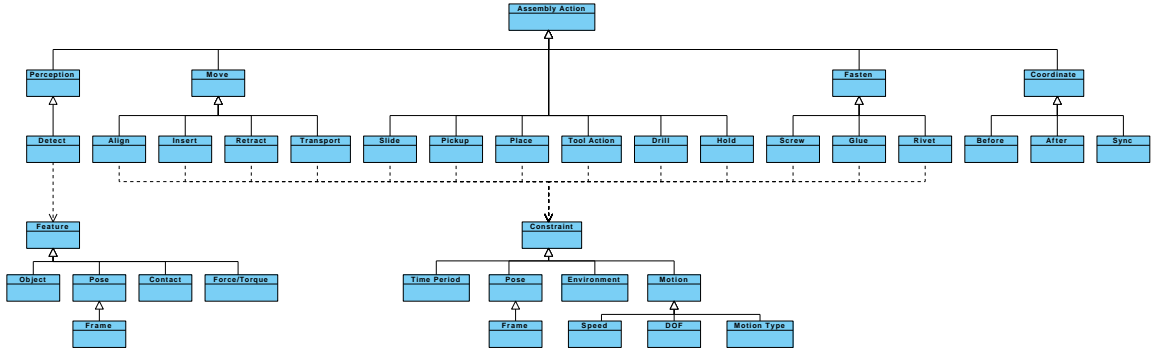 Assembly Action
Perception
Move
Fasten
Coordinate
Detect
Align
Insert
Retract
Transport
Slide
Pickup
Place
Tool Action
Drill
Hold
Screw
Glue
Rivet
Before
After
Sync
Feature
Constraint
Object
Pose
Contact
Force/Torque
Time Period
Pose
Environment
Motion
Frame
Frame
Speed
DOF
Motion Type